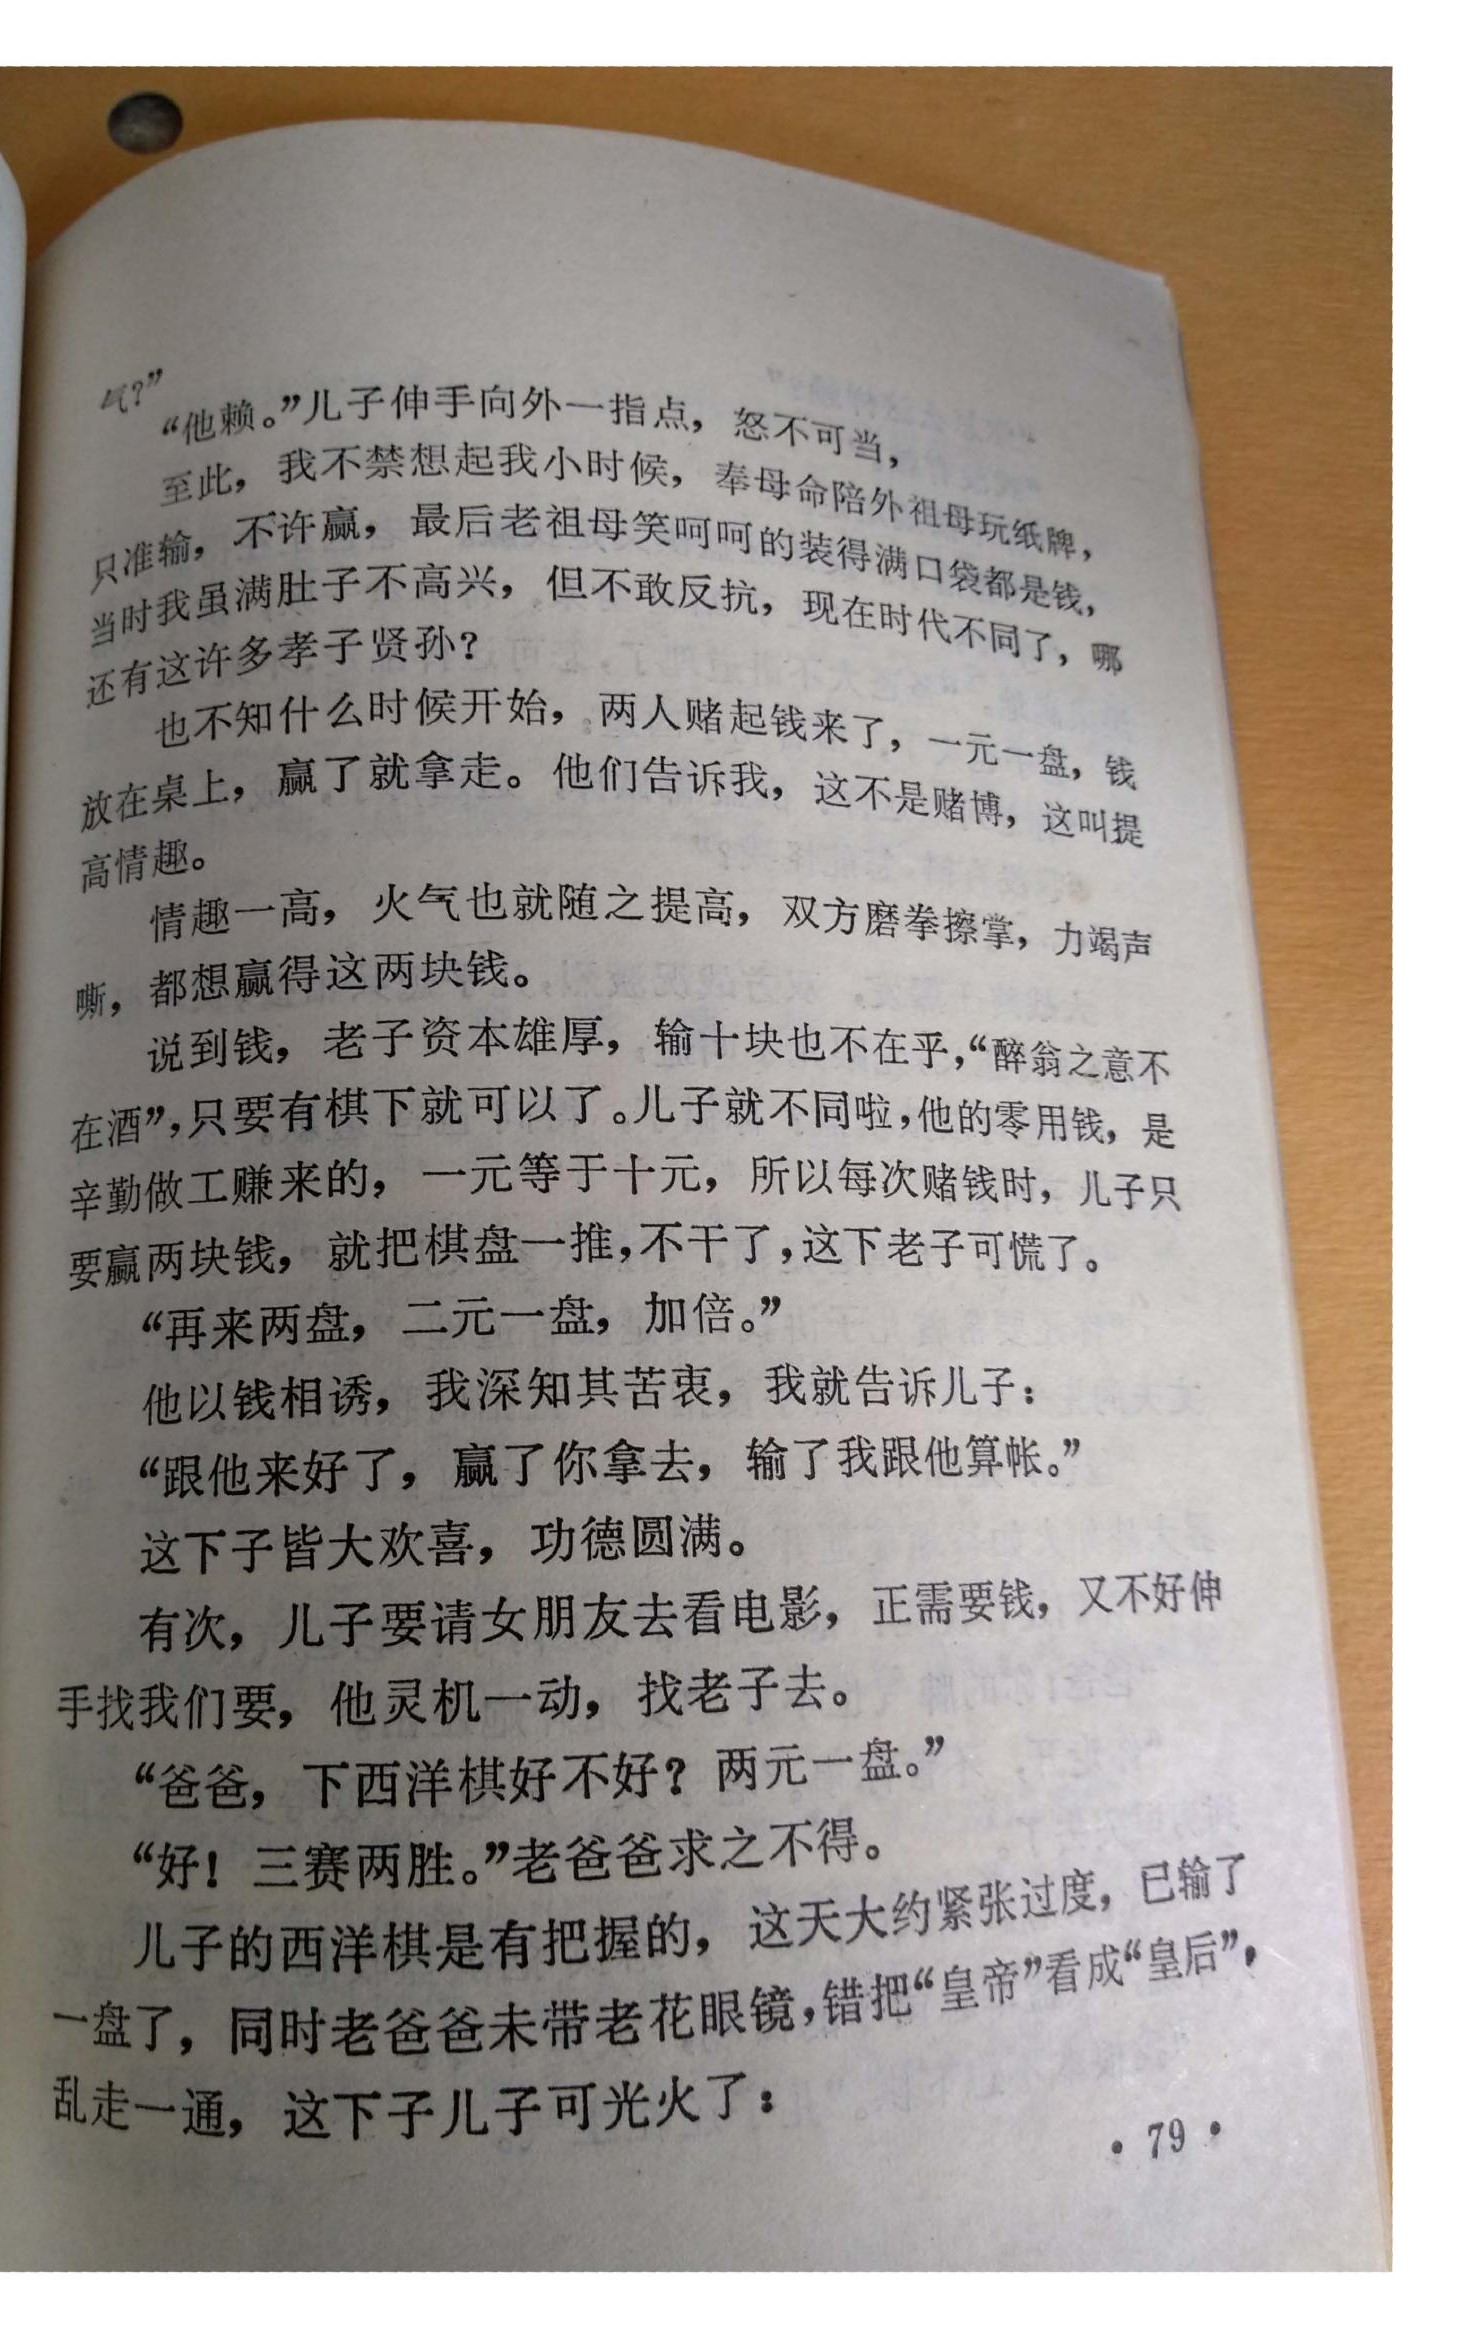 气？”
“他赖。”儿子伸手向外一指点，怒不可当，
至此，我不禁想起我小时候，奉母命陪外祖母玩纸牌，
只准输，不许赢，最后老祖母笑呵呵的装得满口袋都是钱，
当时我虽满肚子不高兴，但不敢反抗，现在时代不同了，哪
还有这许多孝子贤孙？
也不知什么时候开始，两人赌起钱来了，一元一盘，钱
放在桌上，赢了就拿走。他们告诉我，这不是赌博，这叫提
高情趣。
情趣一高，火气也就随之提高，双方磨拳擦掌，力竭声
嘶，都想赢得这两块钱。
说到钱，老子资本雄厚，输十块也不在乎，“醉翁之意不
在酒”，只要有棋下就可以了。儿子就不同啦，他的零用钱，是
辛勤做工赚来的，一元等于十元，所以每次赌钱时，儿子只
要赢两块钱，就把棋盘一推，不干了，这下老子可慌了。
“再来两盘，二元一盘，加倍。”
他以钱相诱，我深知其苦衷，我就告诉儿子：
“跟他来好了，赢了你拿去，输了我跟他算帐。”
这下子皆大欢喜，功德圆满。
有次，儿子要请女朋友去看电影，正需要钱，又不好伸
手找我们要，他灵机一动，找老子去。
“爸爸，下西洋棋好不好？两元一盘。”
“好！三赛两胜。”老爸爸求之不得。
儿子的西洋棋是有把握的，这天大约紧张过度，已输了
一盘了，同时老爸爸未带老花眼镜，错把“皇帝”看成“皇后”，
乱走一通，这下子儿子可光火了：
• 79 •